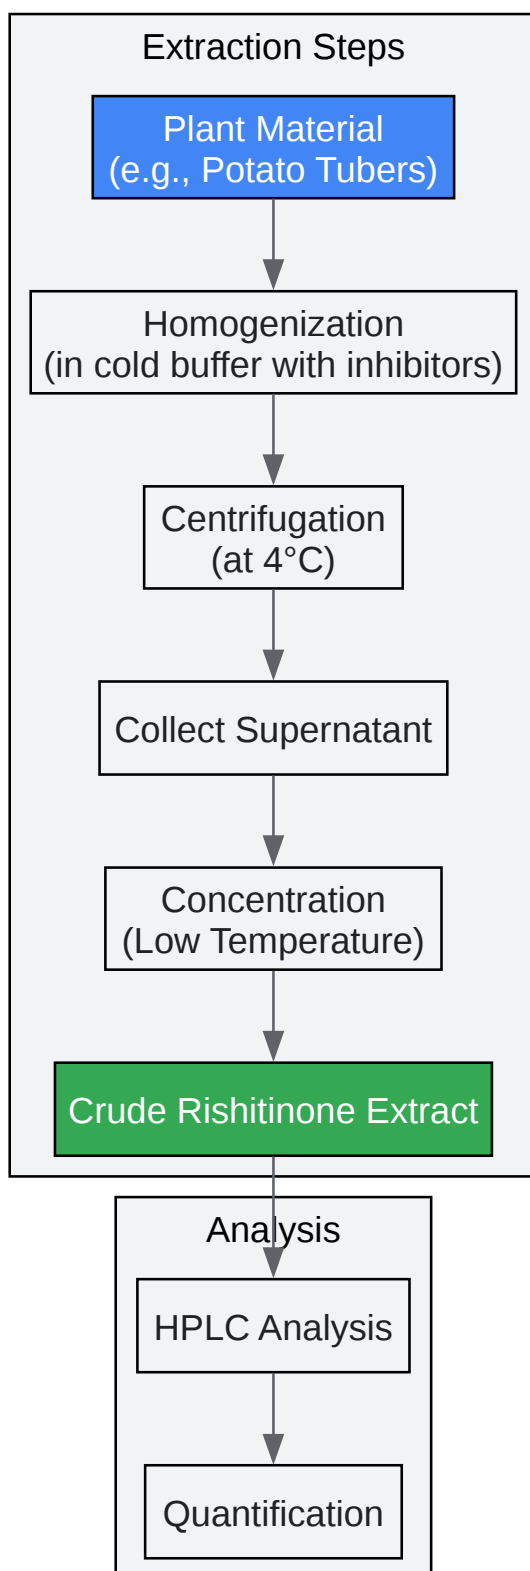 Extraction Steps
Plant Material
(e.g., Potato Tubers)
Homogenization
(in cold buffer with inhibitors)
Centrifugation
(at 4°C)
Collect Supernatant
Concentration
(Low Temperature)
Crude Rishitinone Extract
Analysis
HPLC Analysis
Quantification